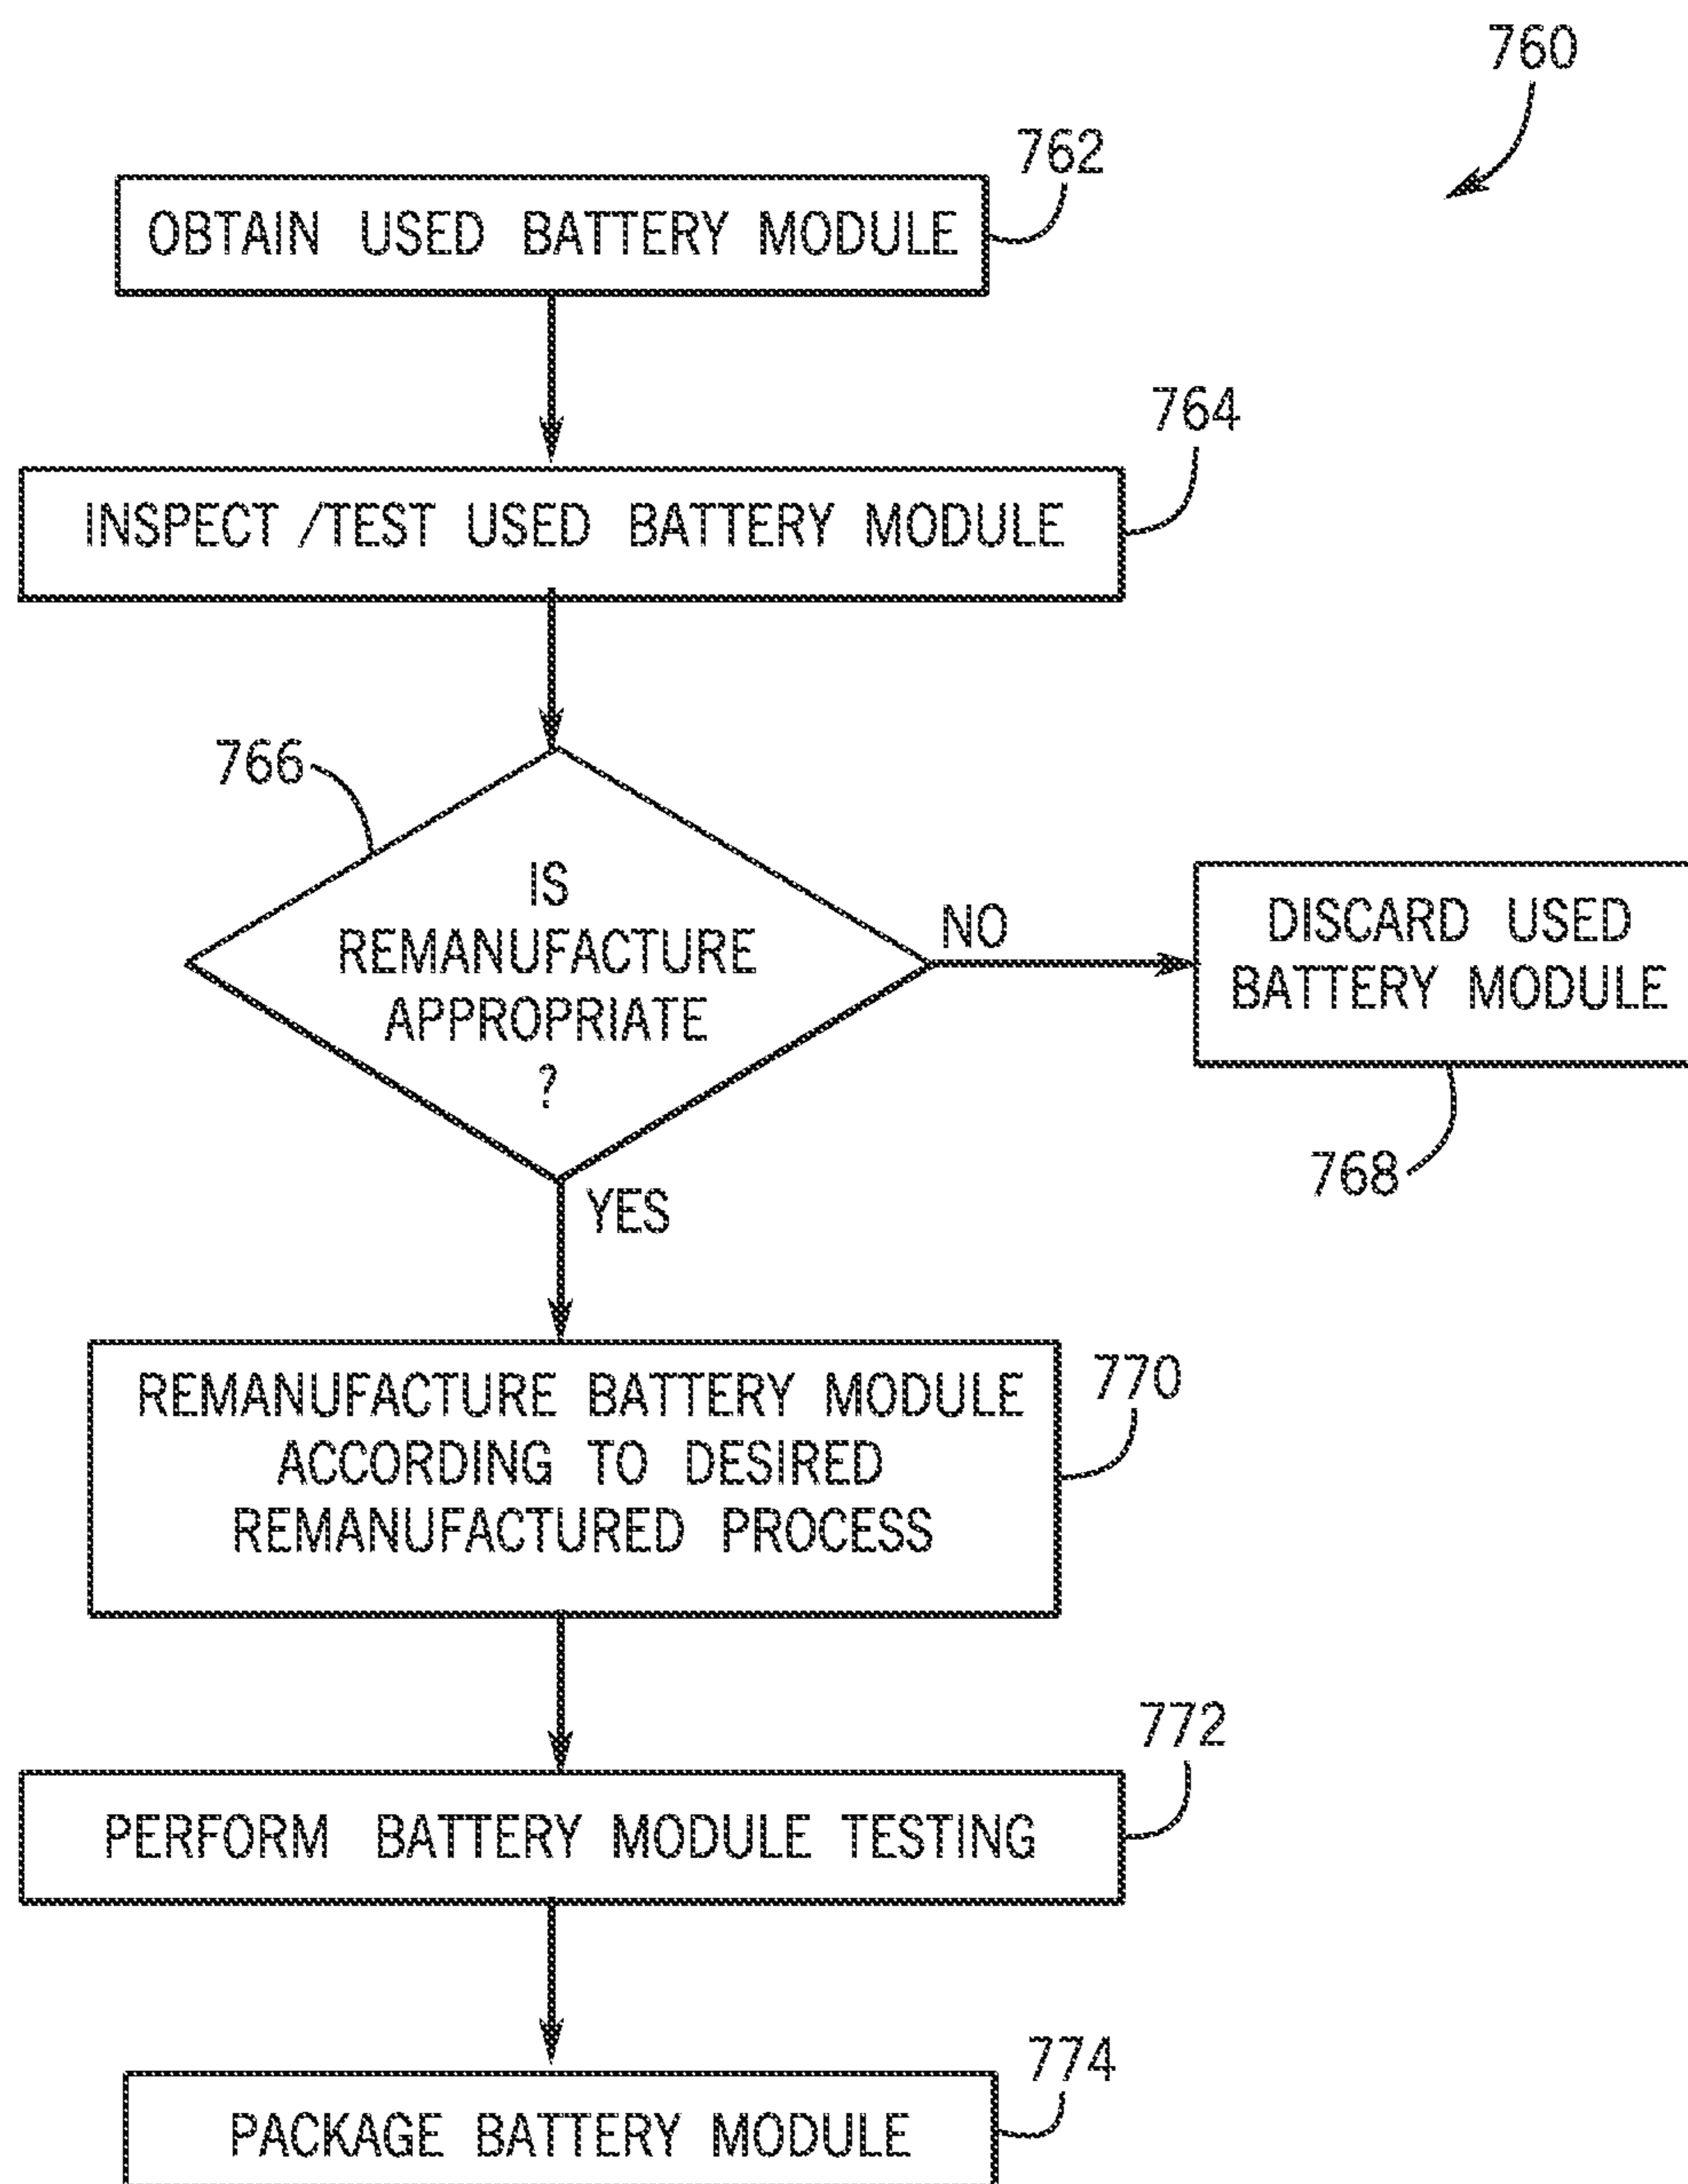 760
762
OBTAIN USED BATTERY MODULE
764
INSPECT /TEST USED BATTERY MODULE
766
IS
REMANUFACTURE
APPROPRIATE
?
NO
DISCARD USED
BATTERY MODULE
768
YES
770
REMANUFACTURE BATTERY MODULE
ACCORDING TO DESIRED
REMANUFACTURED PROCESS
772
PERFORM BATTERY MODULE TESTING
774
PACKAGE BATTERY MODULE